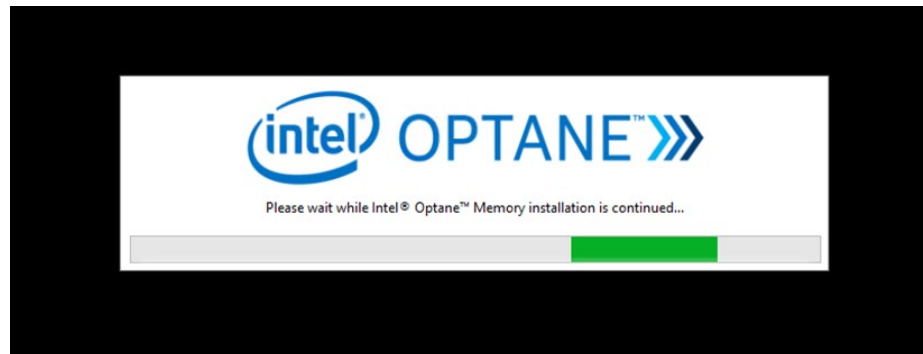 intel® OPTANE™
Please wait while Intel® Optane™ Memory installation is continued...